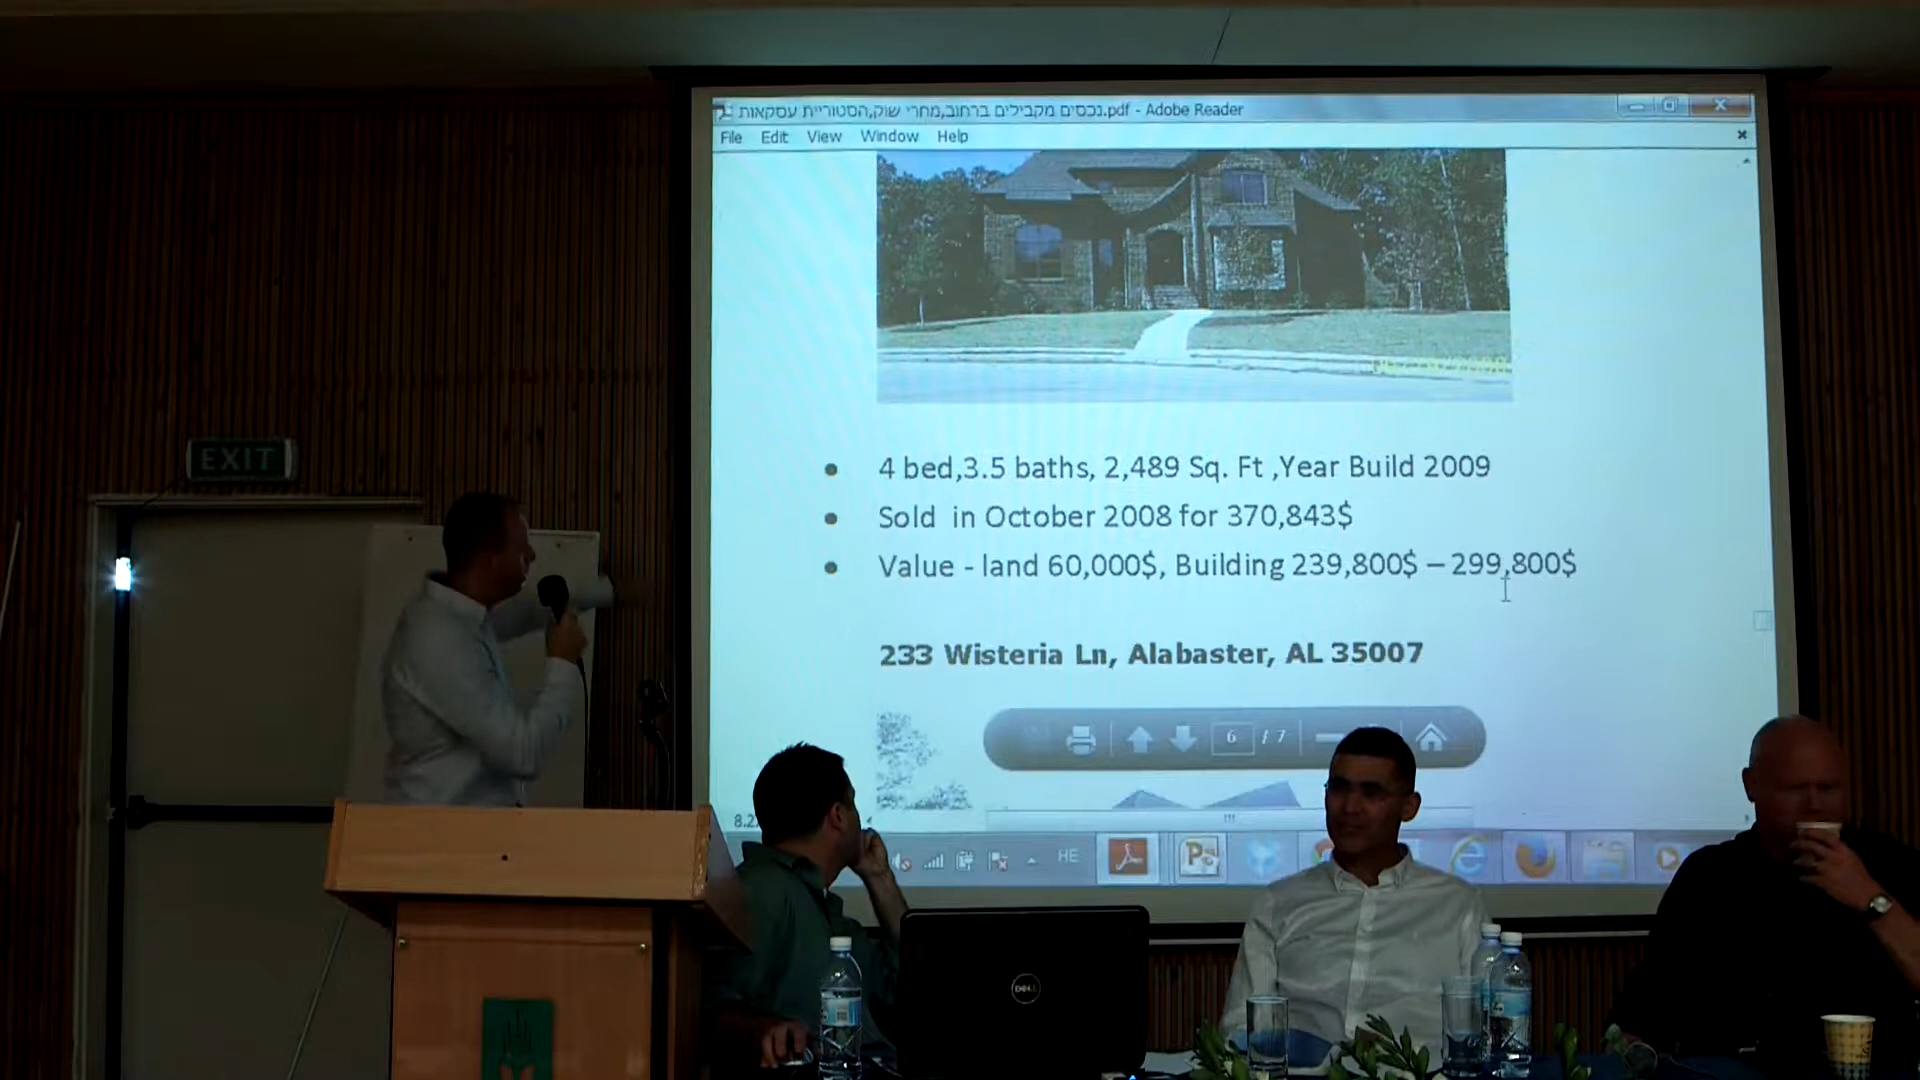 נכסים מקבילים ברחוב,מחרי שוק,הסטוריית עסקאות.pdf - Adobe Reader
File Edit View Window Help
4 bed,3.5 baths, 2,489 Sq. Ft ,Year Build 2009
Sold in October 2008 for 370,843$
Value - land 60,000$, Building 239,800$ – 299,800$
233 Wisteria Ln, Alabaster, AL 35007
6 / 7
HE
EXIT
DELL